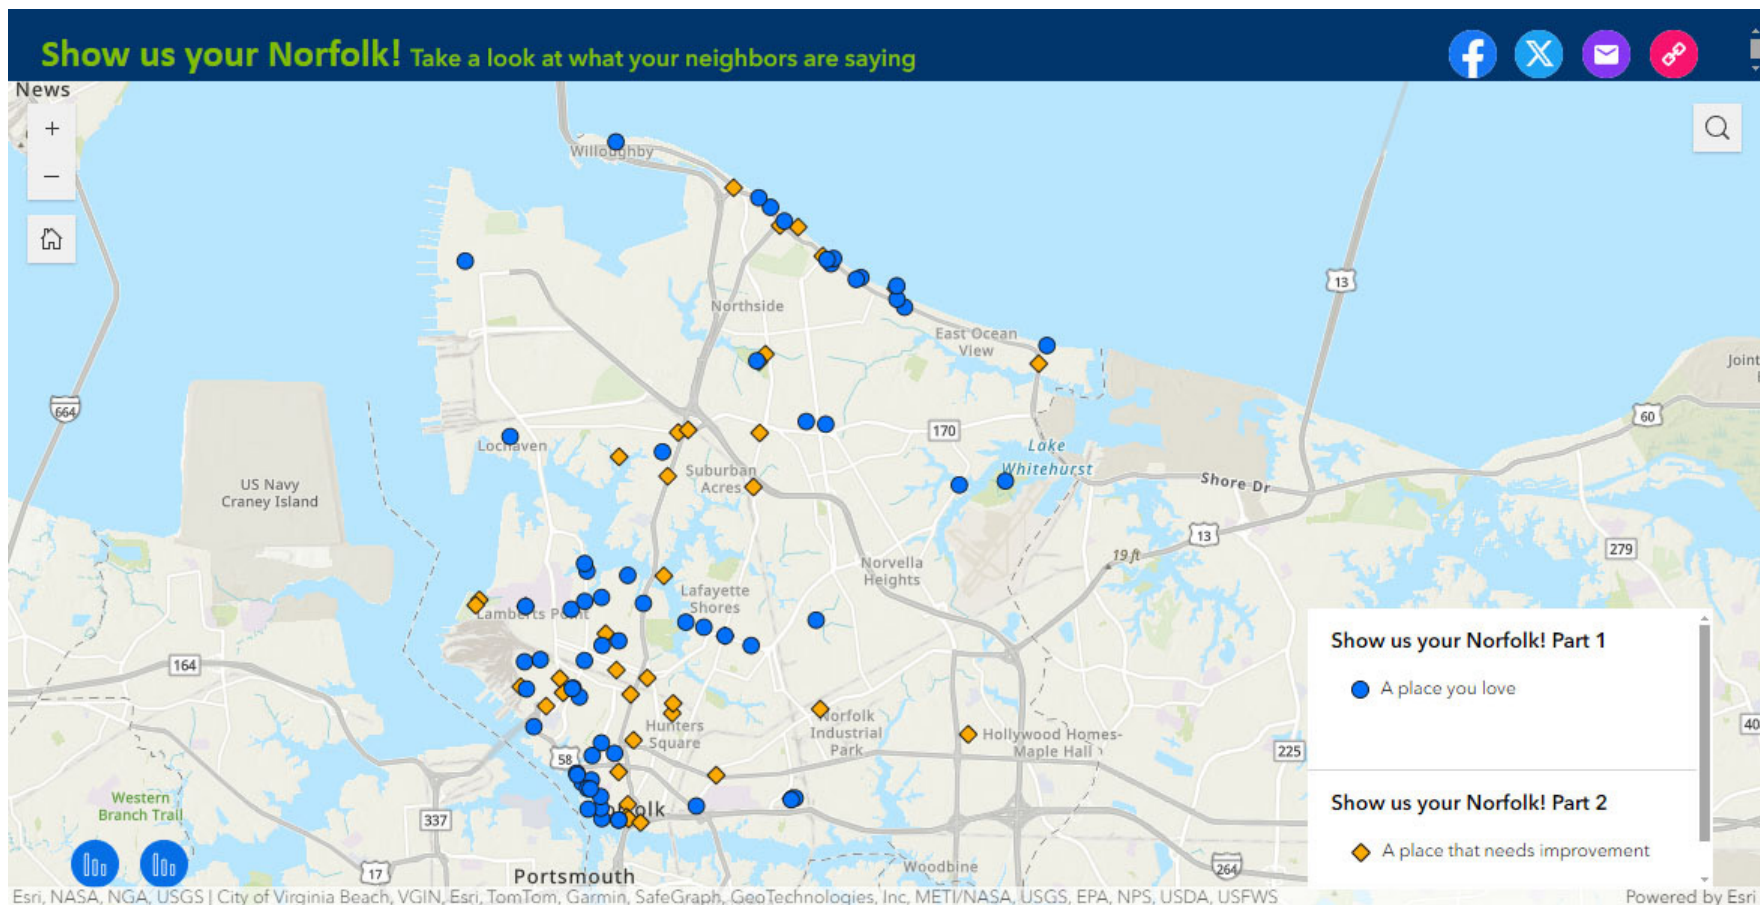 Show us your Norfolk! Take a look at what your neighbors are saying
News
+
−
Willoughby
Northside
East Ocean
View
13
664
60
Joint
170
Lochaven
Lake
Whitehurst
Suburban
Acres
Shore Dr
US Navy
Craney Island
13
19 ft
279
Norvella
Heights
Lafayette
Shores
Lamberts Point
164
Show us your Norfolk! Part 1
A place you love
Norfolk
Industrial
Park
Hunters
Square
Hollywood Homes-
Maple Hall
40
225
58
Western
Branch Trail
Norfolk
337
Show us your Norfolk! Part 2
A place that needs improvement
17
Portsmouth
Woodbine
264
Esri, NASA, NGA, USGS | City of Virginia Beach, VGIN, Esri, TomTom, Garmin, SafeGraph, GeoTechnologies, Inc, METI/NASA, USGS, EPA, NPS, USDA, USFWS
Powered by Esri